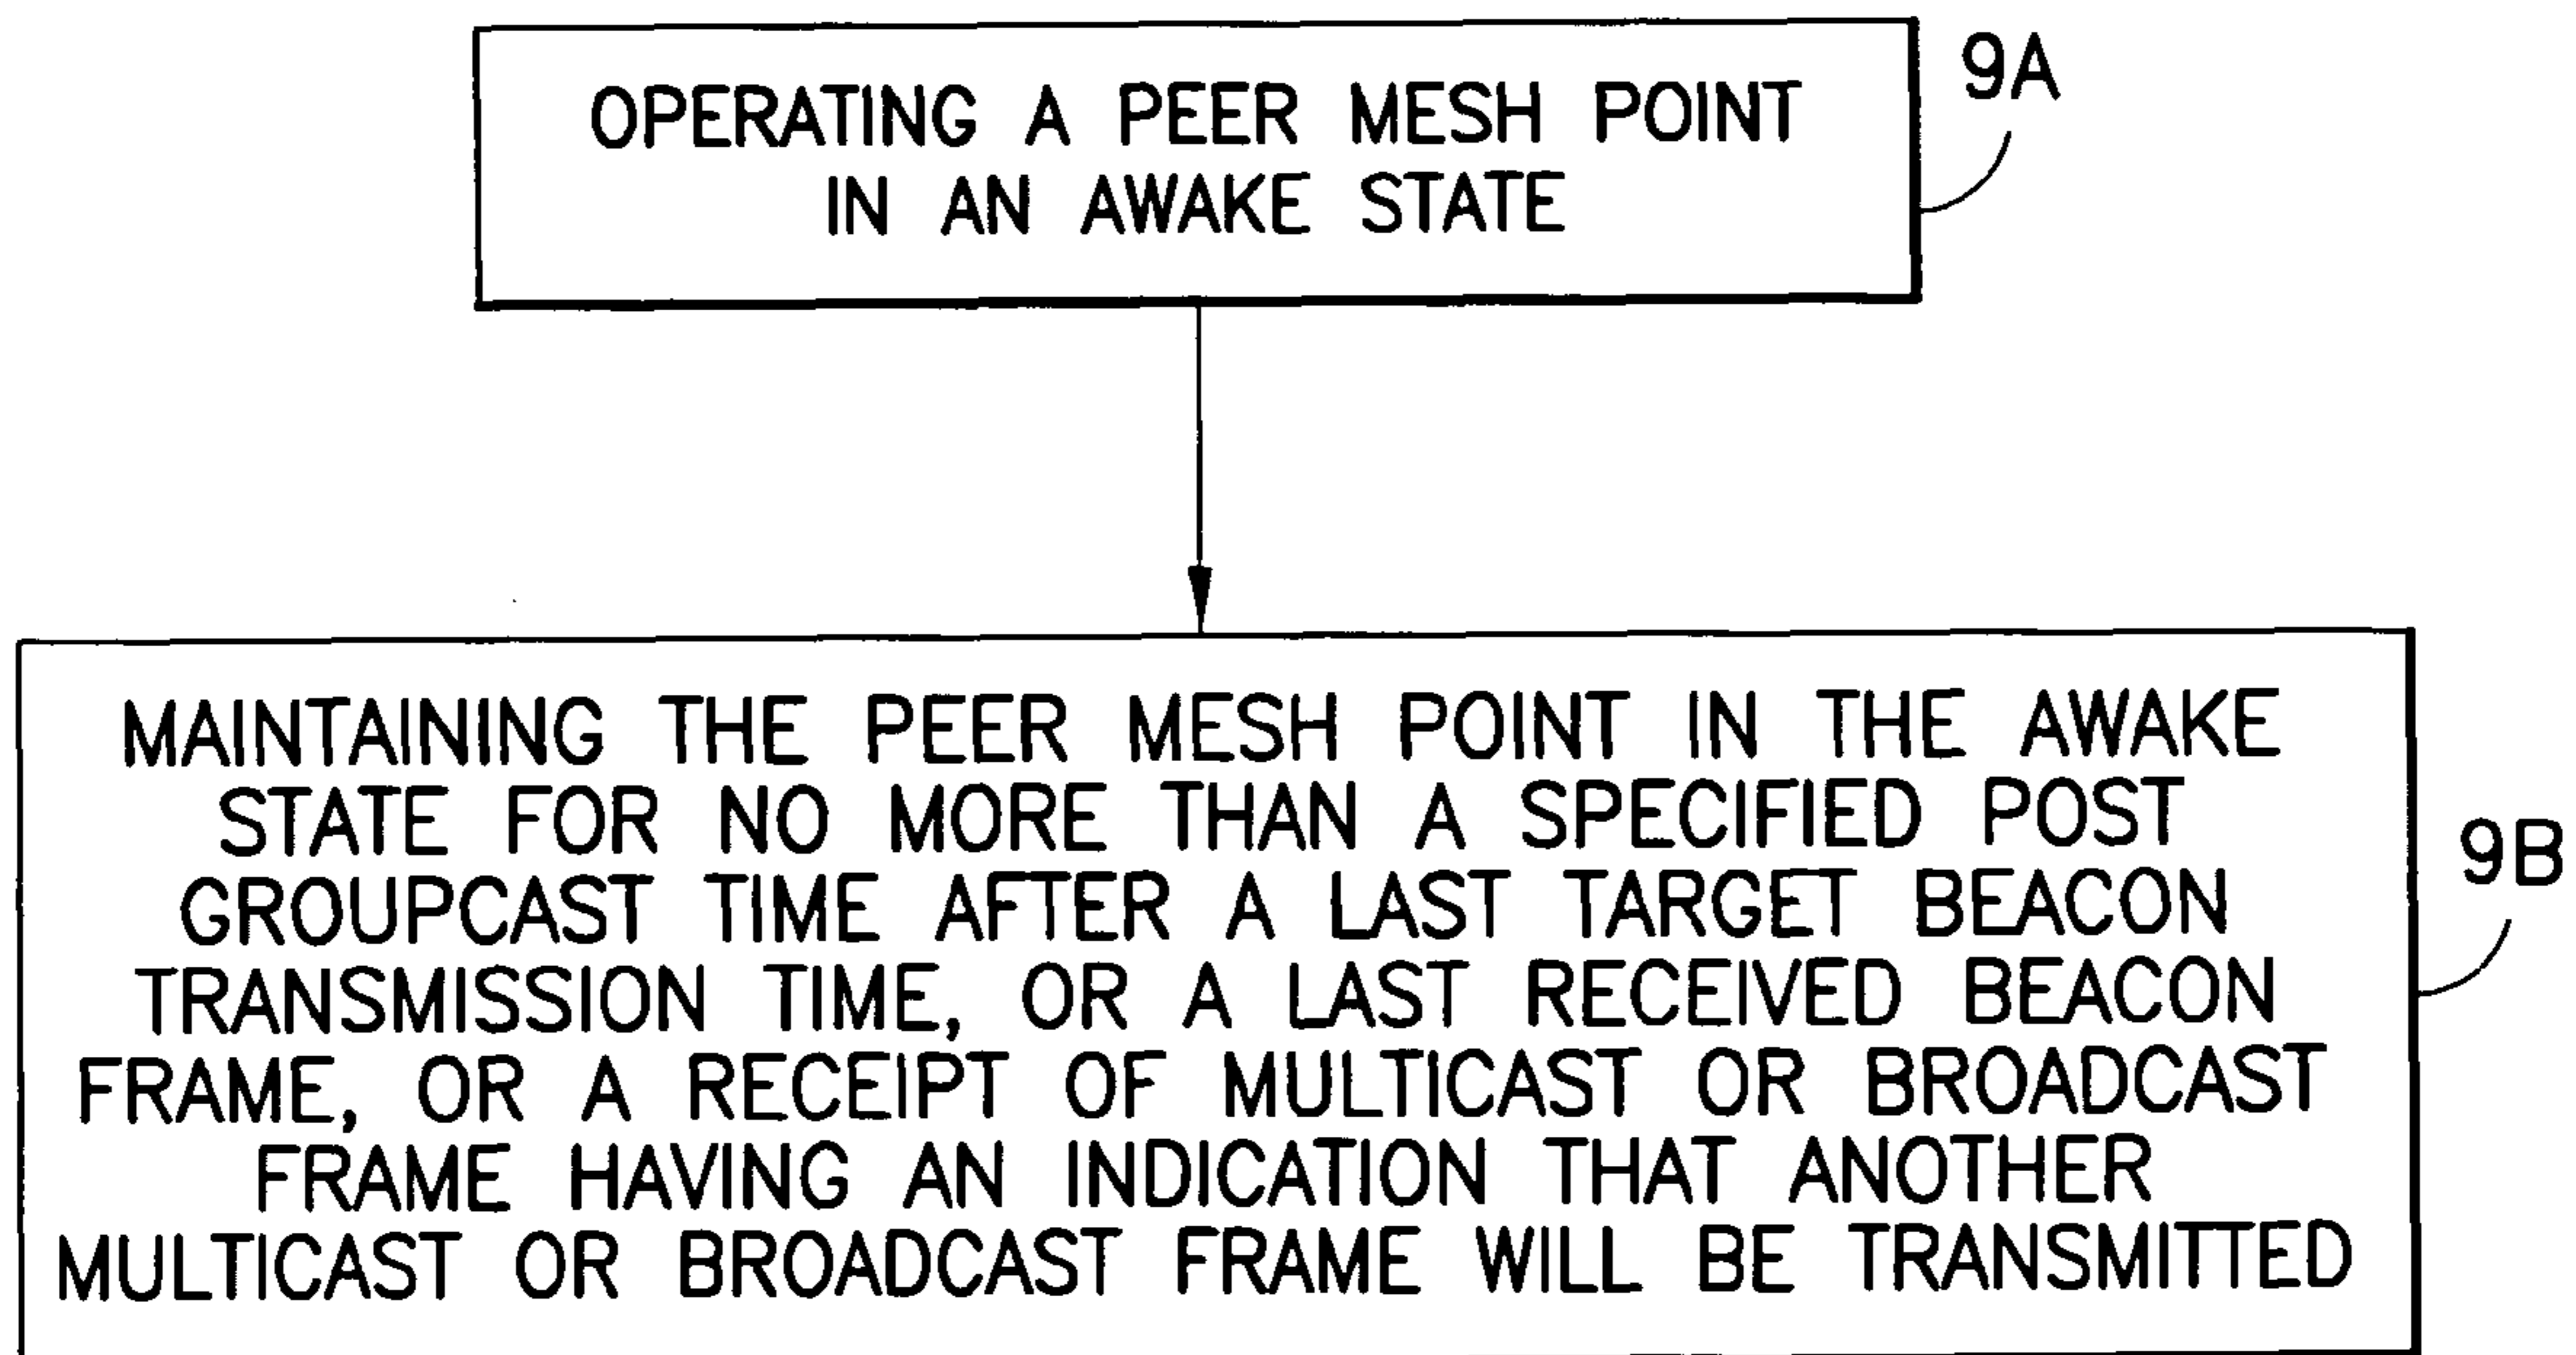 OPERATING A PEER MESH POINT
IN AN AWAKE STATE
9A
MAINTAINING THE PEER MESH POINT IN THE AWAKE
STATE FOR NO MORE THAN A SPECIFIED POST
GROUPCAST TIME AFTER A LAST TARGET BEACON
TRANSMISSION TIME, OR A LAST RECEIVED BEACON
FRAME, OR A RECEIPT OF MULTICAST OR BROADCAST
FRAME HAVING AN INDICATION THAT ANOTHER
MULTICAST OR BROADCAST FRAME WILL BE TRANSMITTED
9B